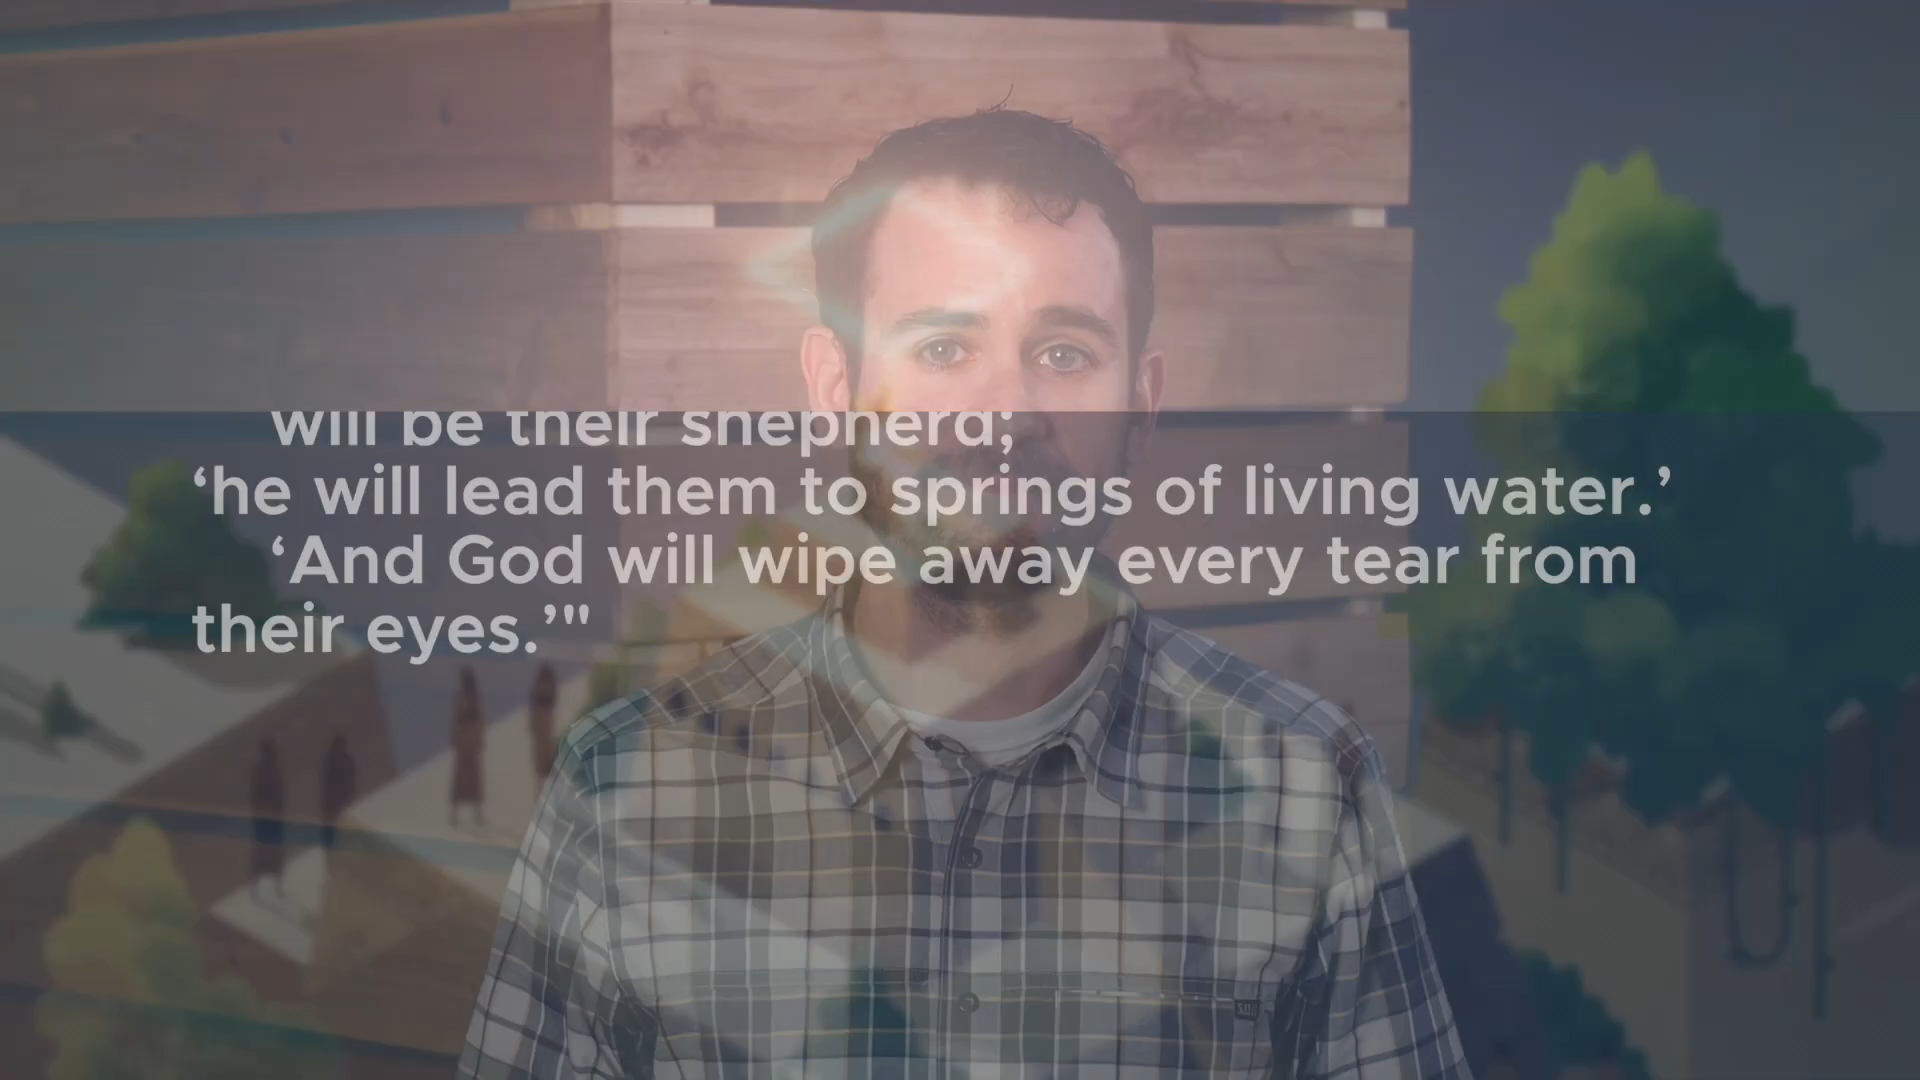 will be their shepherd;
‘he will lead them to springs of living water.’
‘And God will wipe away every tear from
their eyes.’"